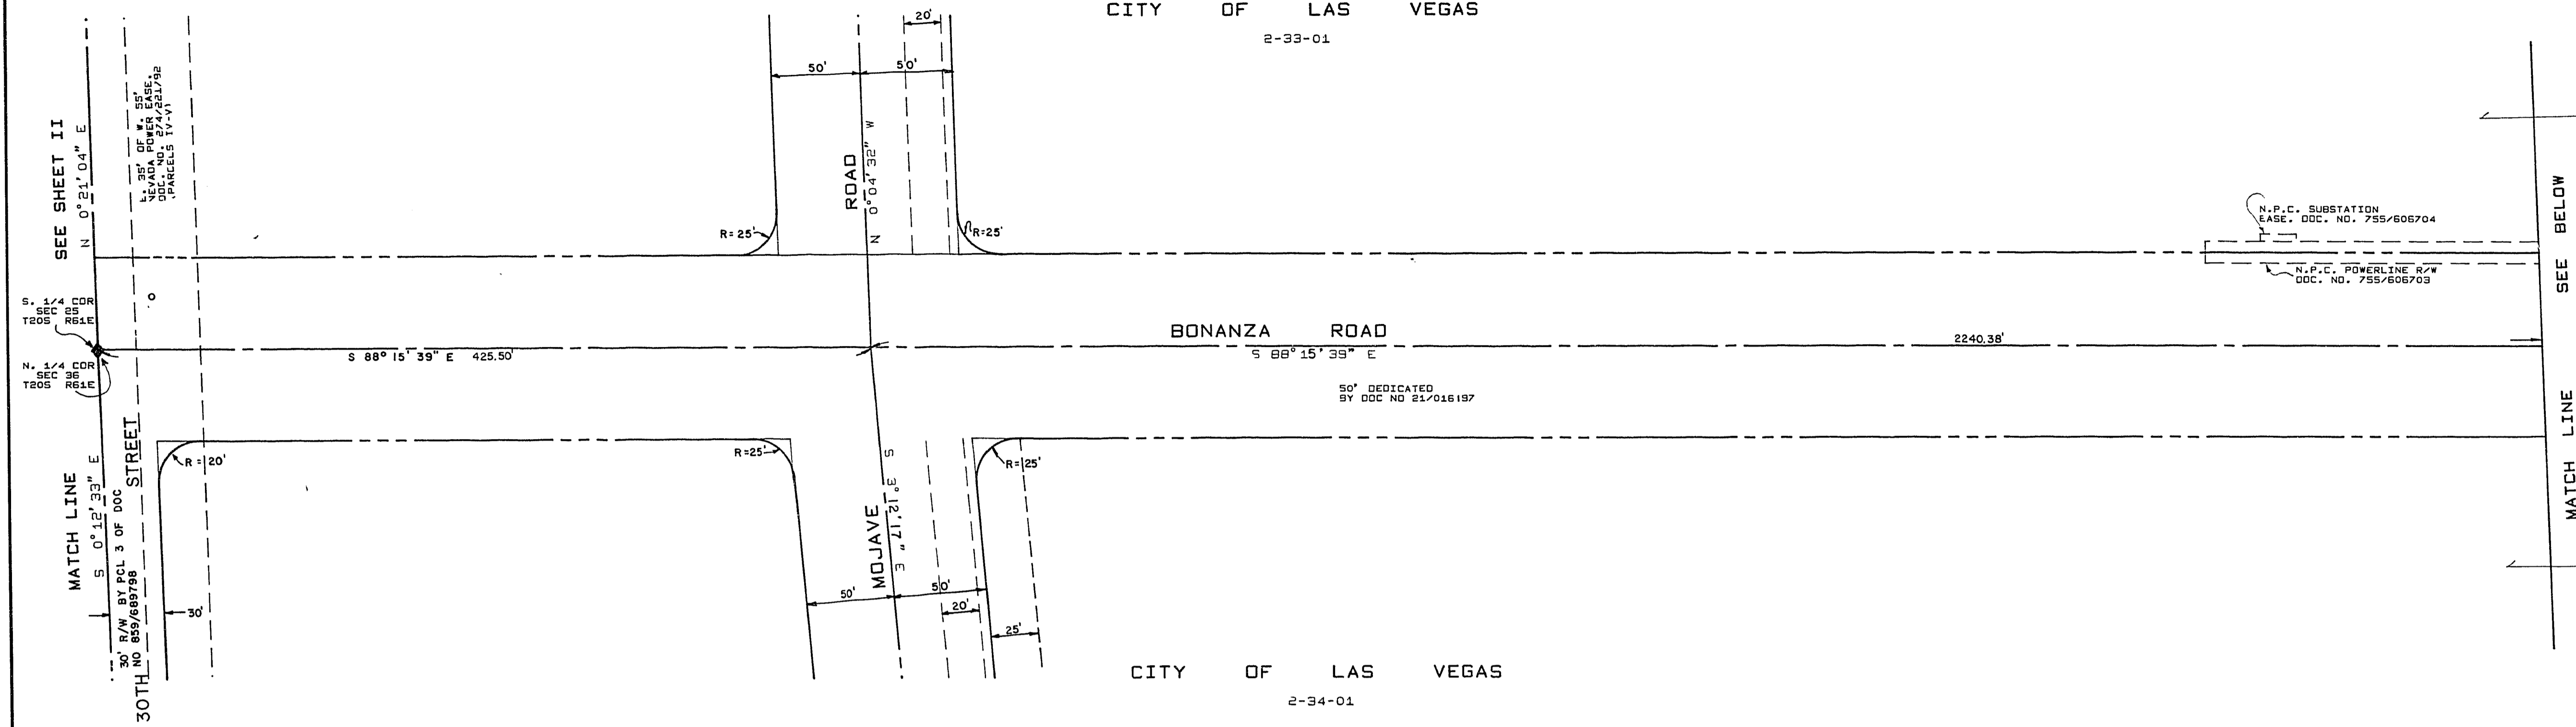 CITY OF LAS VEGAS
2-33-01
20'
50' 50'
SEE SHEET II
N 0° 21' 04" E
E. 35' OF W. 55'
NEVADA POWER EASE.
DOC. NO. 274/221792
(PARCELS IV-V)
ROAD
N 0° 04' 32" W
R=25'
R=25'
N.P.C. SUBSTATION
EASE. DOC. NO. 755/606704
N.P.C. POWERLINE R/W
DOC. NO. 755/606703
SEE BELOW
S. 1/4 COR
SEC 25
T20S R61E
N. 1/4 COR
SEC 36
T20S R61E
BONANZA ROAD
S 88° 15' 39" E 425.50'
S 88° 15' 39" E
2240.38'
50' DEDICATED
BY DOC NO 21/016197
MATCH LINE
S 0° 12' 33" E
30' R/W BY PCL 3 OF DOC
NO 859/689798
30TH STREET
R = 20'
R=25'
R=25'
MOJAVE
S 3° 12' 17" E
30'
50' 50'
20'
25'
MATCH LINE
CITY OF LAS VEGAS
2-34-01